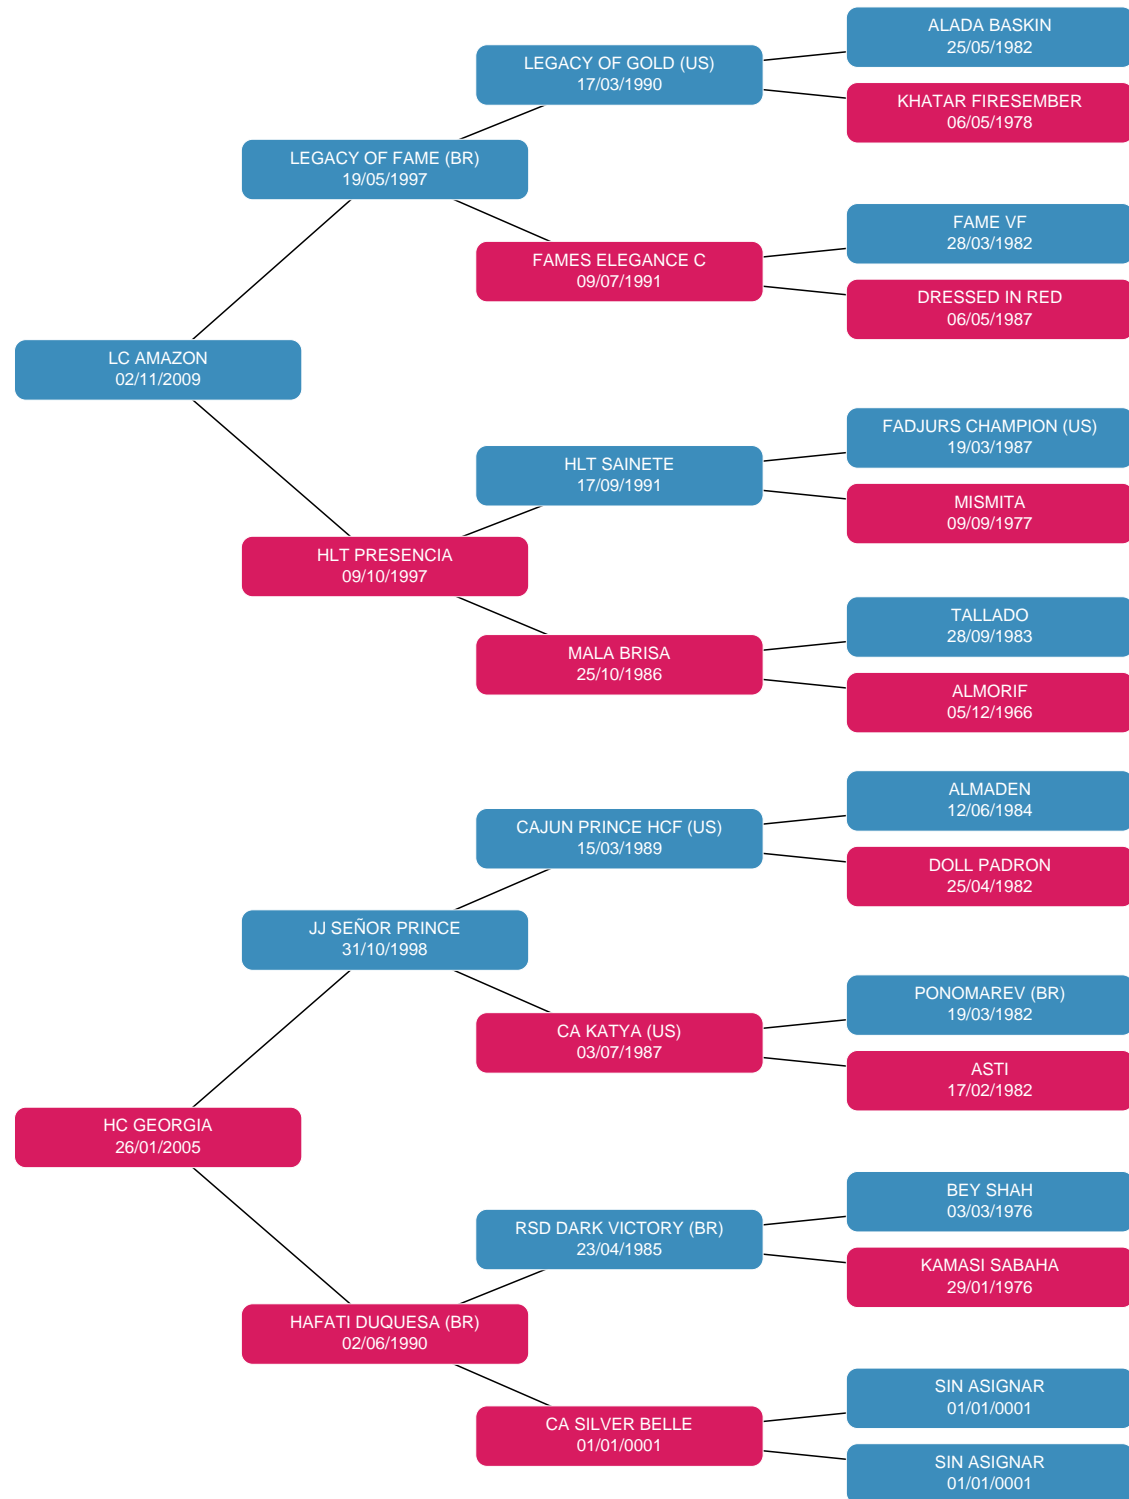 ALADA BASKIN
25/05/1982
LEGACY OF GOLD (US)
17/03/1990
KHATAR FIRESEMBER
06/05/1978
LEGACY OF FAME (BR)
19/05/1997
FAME VF
28/03/1982
FAMES ELEGANCE C
09/07/1991
DRESSED IN RED
06/05/1987
LC AMAZON
02/11/2009
FADJURS CHAMPION (US)
19/03/1987
HLT SAINETE
17/09/1991
MISMITA
09/09/1977
HLT PRESENCIA
09/10/1997
TALLADO
28/09/1983
MALA BRISA
25/10/1986
ALMORIF
05/12/1966
ALMADEN
12/06/1984
CAJUN PRINCE HCF (US)
15/03/1989
DOLL PADRON
25/04/1982
JJ SEÑOR PRINCE
31/10/1998
PONOMAREV (BR)
19/03/1982
CA KATYA (US)
03/07/1987
ASTI
17/02/1982
HC GEORGIA
26/01/2005
BEY SHAH
03/03/1976
RSD DARK VICTORY (BR)
23/04/1985
KAMASI SABAHA
29/01/1976
HAFATI DUQUESA (BR)
02/06/1990
SIN ASIGNAR
01/01/0001
CA SILVER BELLE
01/01/0001
SIN ASIGNAR
01/01/0001